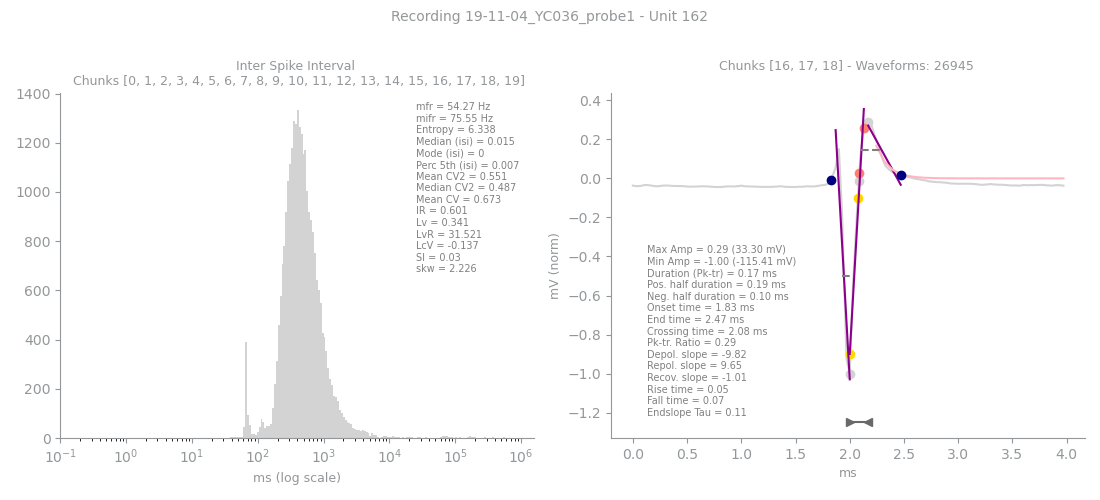 Recording 19-11-04_YC036_probe1 - Unit 162
Inter Spike Interval
Chunks [0, 1, 2, 3, 4, 5, 6, 7, 8, 9, 10, 11, 12, 13, 14, 15, 16, 17, 18, 19]
1400
1200
1000
800
600
400
200
0
mfr = 54.27 Hz
mifr = 75.55 Hz
Entropy = 6.338
Median (isi) = 0.015
Mode (isi) = 0
Perc 5th (isi) = 0.007
Mean CV2 = 0.551
Median CV2 = 0.487
Mean CV = 0.673
IR = 0.601
Lv = 0.341
LvR = 31.521
LcV = -0.137
SI = 0.03
skw = 2.226
10⁻¹ 10⁰ 10¹ 10² 10³ 10⁴ 10⁵ 10⁶
ms (log scale)
Chunks [16, 17, 18] - Waveforms: 26945
mV (norm)
0.4
0.2
0.0
−0.2
−0.4
−0.6
−0.8
−1.0
−1.2
Max Amp = 0.29 (33.30 mV)
Min Amp = -1.00 (-115.41 mV)
Duration (Pk-tr) = 0.17 ms
Pos. half duration = 0.19 ms
Neg. half duration = 0.10 ms
Onset time = 1.83 ms
End time = 2.47 ms
Crossing time = 2.08 ms
Pk-tr. Ratio = 0.29
Depol. slope = -9.82
Repol. slope = 9.65
Recov. slope = -1.01
Rise time = 0.05
Fall time = 0.07
Endslope Tau = 0.11
0.0 0.5 1.0 1.5 2.0 2.5 3.0 3.5 4.0
ms